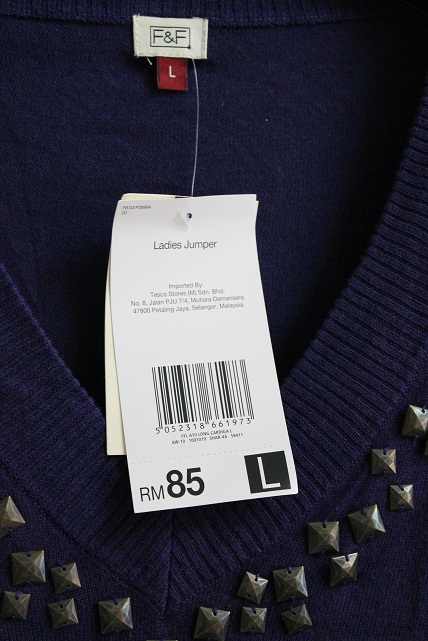 F&F
L
Ladies Jumper
Imported By:
Tesco Stores (M) Sdn. Bhd.
No. 8, Jalan PJU 7/4, Mutiara Damansara,
47800 Petaling Jaya, Selangor, Malaysia.
5 052318 661973
RM85
L